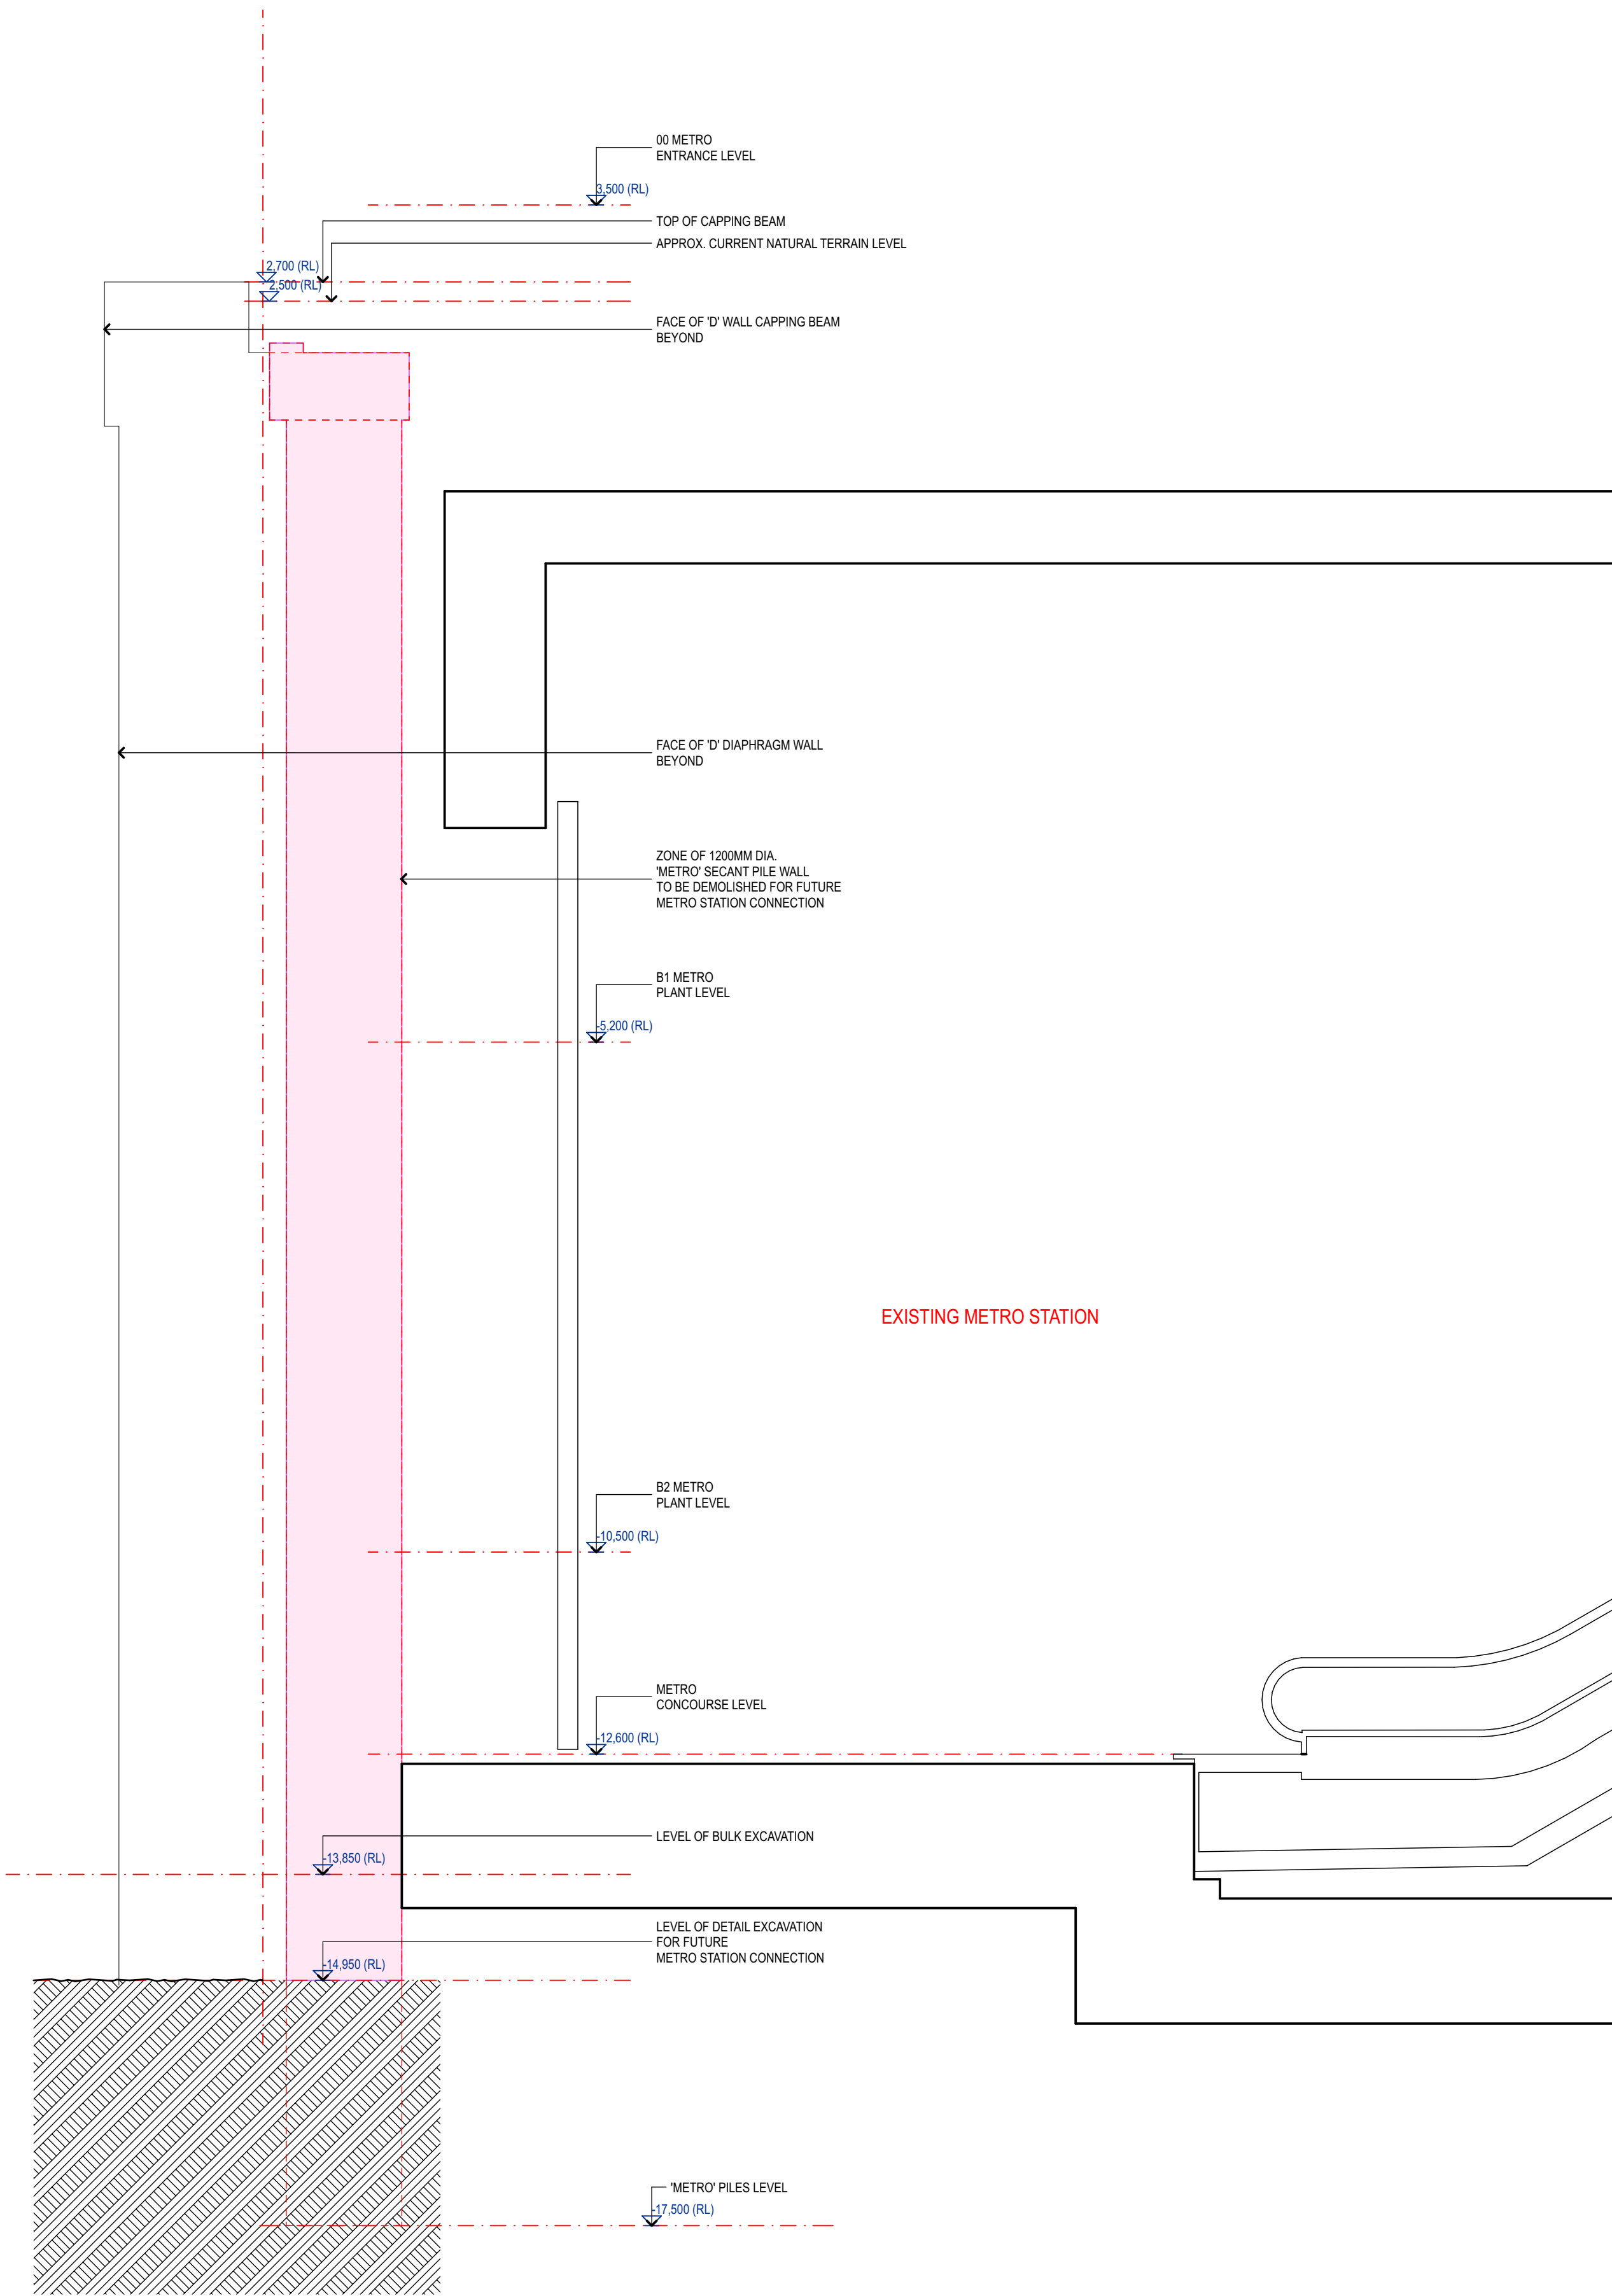 00 METRO
ENTRANCE LEVEL
3,500 (RL)
TOP OF CAPPING BEAM
APPROX. CURRENT NATURAL TERRAIN LEVEL
2,700 (RL)
2,500 (RL)
FACE OF 'D' WALL CAPPING BEAM
BEYOND
FACE OF 'D' DIAPHRAGM WALL
BEYOND
ZONE OF 1200MM DIA.
'METRO' SECANT PILE WALL
TO BE DEMOLISHED FOR FUTURE
METRO STATION CONNECTION
B1 METRO
PLANT LEVEL
-5,200 (RL)
EXISTING METRO STATION
B2 METRO
PLANT LEVEL
-10,500 (RL)
METRO
CONCOURSE LEVEL
-12,600 (RL)
LEVEL OF BULK EXCAVATION
-13,850 (RL)
LEVEL OF DETAIL EXCAVATION
FOR FUTURE
METRO STATION CONNECTION
-14,950 (RL)
'METRO' PILES LEVEL
-17,500 (RL)